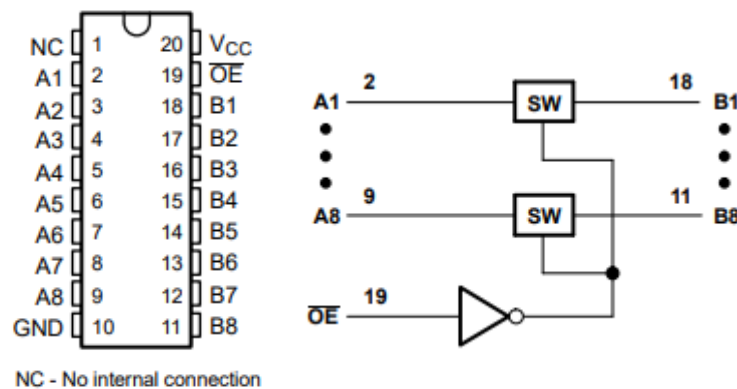 NC 1 20 VCC
A1 2 19 OE
A2 3 18 B1
A3 4 17 B2
A4 5 16 B3
A5 6 15 B4
A6 7 14 B5
A7 8 13 B6
A8 9 12 B7
GND 10 11 B8
NC - No internal connection
A1 2 SW 18 B1
A8 9 SW 11 B8
OE 19